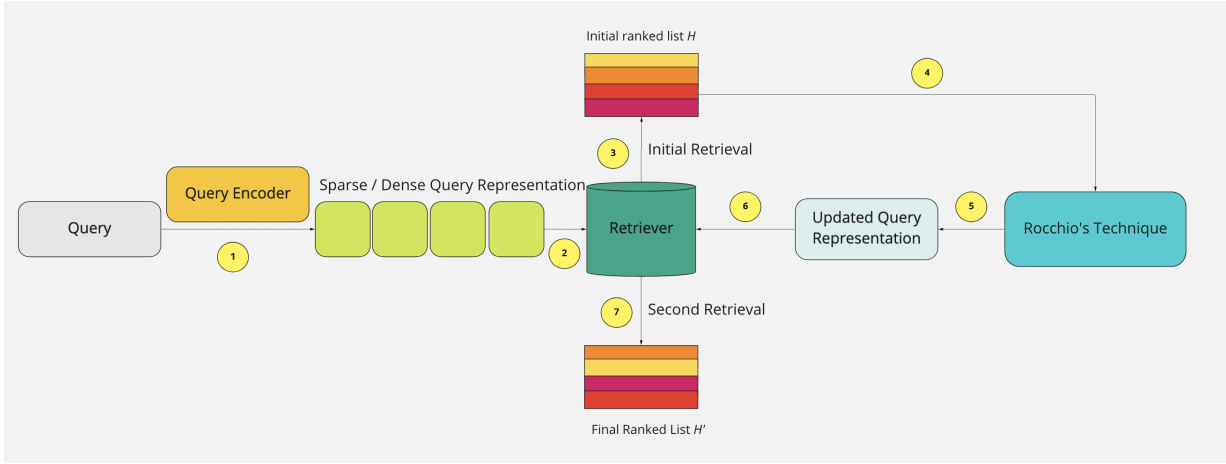 Initial ranked list H
4
3
Initial Retrieval
Query Encoder
Sparse / Dense Query Representation
Query
1
2
Retriever
6
Updated Query
Representation
5
Rocchio's Technique
7
Second Retrieval
Final Ranked List H'